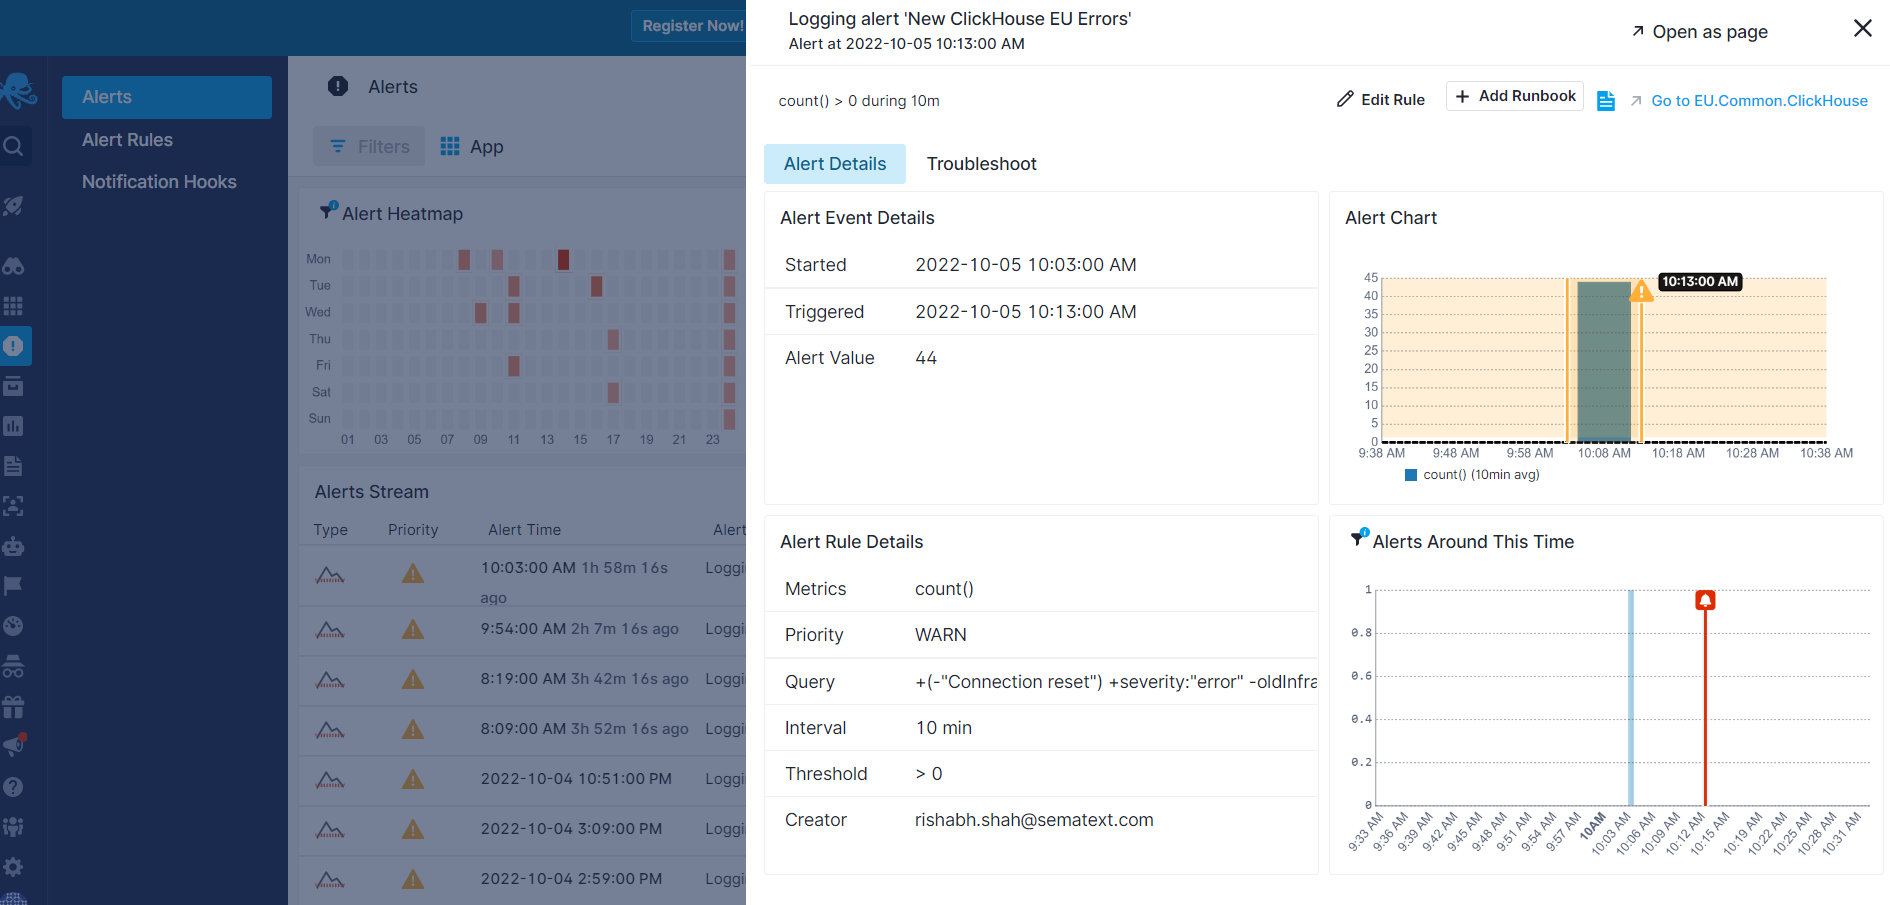 Register Now!
Alerts
Alert Rules
Notification Hooks
Alerts
Filters
App
Alert Heatmap
Mon
Tue
Wed
Thu
Fri
Sat
Sun
01 03 05 07 09 11 13 15 17 19 21 23
Alerts Stream
Type Priority Alert Time Alert
10:03:00 AM 1h 58m 16s ago Loggi
9:54:00 AM 2h 7m 16s ago Loggi
8:19:00 AM 3h 42m 16s ago Loggi
8:09:00 AM 3h 52m 16s ago Loggi
2022-10-04 10:51:00 PM Loggi
2022-10-04 3:09:00 PM Loggi
2022-10-04 2:59:00 PM Loggi
Logging alert 'New ClickHouse EU Errors'
Alert at 2022-10-05 10:13:00 AM
Open as page
count() > 0 during 10m
Edit Rule
+ Add Runbook
Go to EU.Common.ClickHouse
Alert Details
Troubleshoot
Alert Event Details
Started 2022-10-05 10:03:00 AM
Triggered 2022-10-05 10:13:00 AM
Alert Value 44
Alert Chart
10:13:00 AM
45
40
35
30
25
20
15
10
5
0
9:38 AM 9:48 AM 9:58 AM 10:08 AM 10:18 AM 10:28 AM 10:38 AM
count() (10min avg)
Alert Rule Details
Metrics count()
Priority WARN
Query +(-"Connection reset") +severity:"error" -oldInfra
Interval 10 min
Threshold > 0
Creator rishabh.shah@sematext.com
Alerts Around This Time
1
0.8
0.6
0.4
0.2
0
9:33 AM 9:36 AM 9:39 AM 9:42 AM 9:45 AM 9:48 AM 9:51 AM 9:54 AM 9:57 AM 10AM 10:03 AM 10:06 AM 10:09 AM 10:12 AM 10:15 AM 10:19 AM 10:22 AM 10:25 AM 10:28 AM 10:31 AM